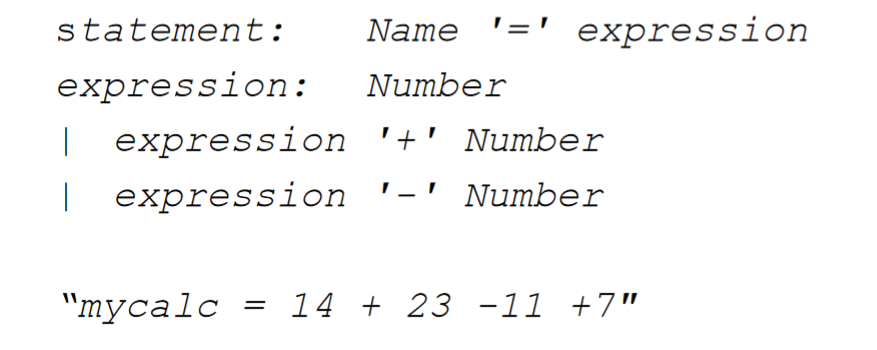 statement: Name '=' expression
expression: Number
| expression '+' Number
| expression '-' Number
"mycalc = 14 + 23 -11 +7"